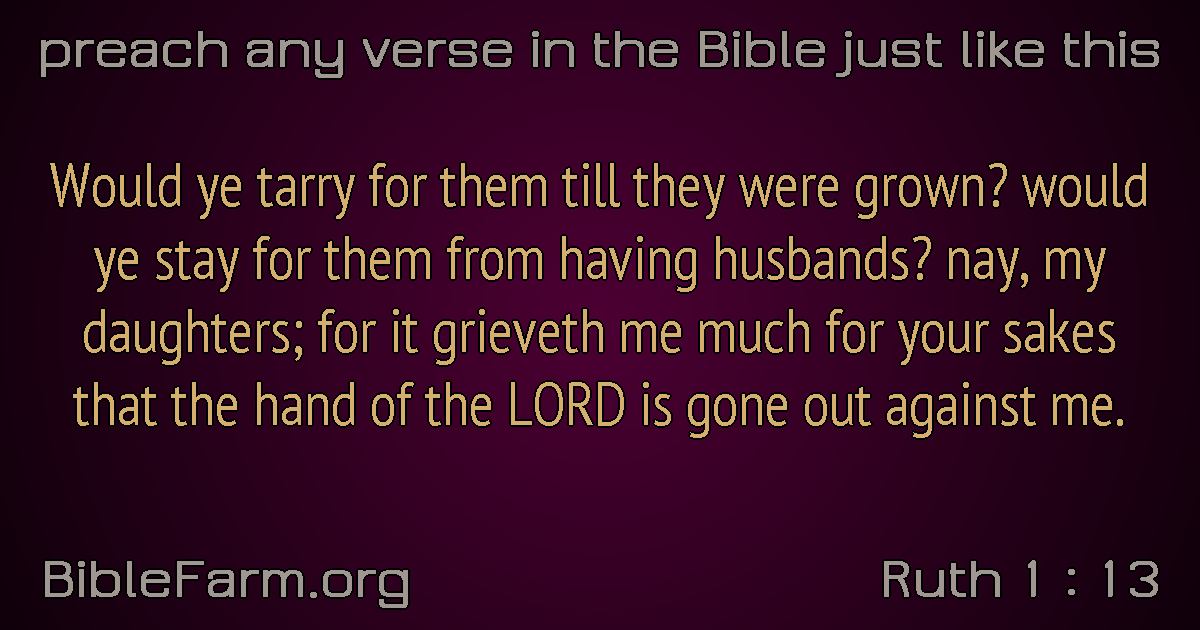 preach any verse in the Bible just like this
Would ye tarry for them till they were grown? would
ye stay for them from having husbands? nay, my
daughters; for it grieveth me much for your sakes
that the hand of the LORD is gone out against me.
BibleFarm.org
Ruth 1 : 13